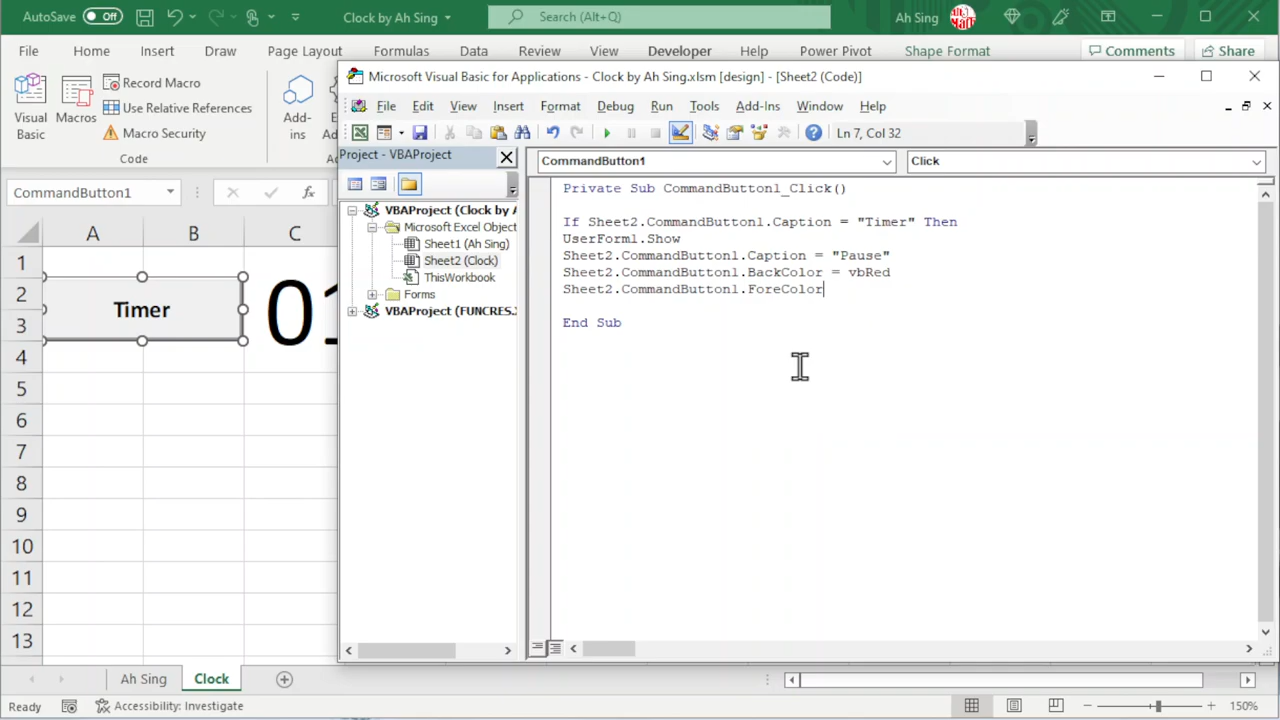 AutoSave Off Clock by Ah Sing Search (Alt+Q) Ah Sing
File Home Insert Draw Page Layout Formulas Data Review View Developer Help Power Pivot Shape Format Comments Share
Microsoft Visual Basic for Applications - Clock by Ah Sing.xlsm [design] - [Sheet2 (Code)]
Visual Basic
Macros
Record Macro
Use Relative References
Macro Security
Code
Add-ins
File Edit View Insert Format Debug Run Tools Add-Ins Window Help
Ln 7, Col 32
Project - VBAProject
CommandButton1 Click
CommandButton1 fx
VBAProject (Clock by A
Microsoft Excel Object
Sheet1 (Ah Sing)
Sheet2 (Clock)
ThisWorkbook
Forms
VBAProject (FUNCRES.X
Private Sub CommandButton1_Click()
If Sheet2.CommandButton1.Caption = "Timer" Then
UserForm1.Show
Sheet2.CommandButton1.Caption = "Pause"
Sheet2.CommandButton1.BackColor = vbRed
Sheet2.CommandButton1.ForeColor
End Sub
A B C
1
2
3
4
5
6
7
8
9
10
11
12
13
Timer
01
Ah Sing Clock
Ready Accessibility: Investigate 150%